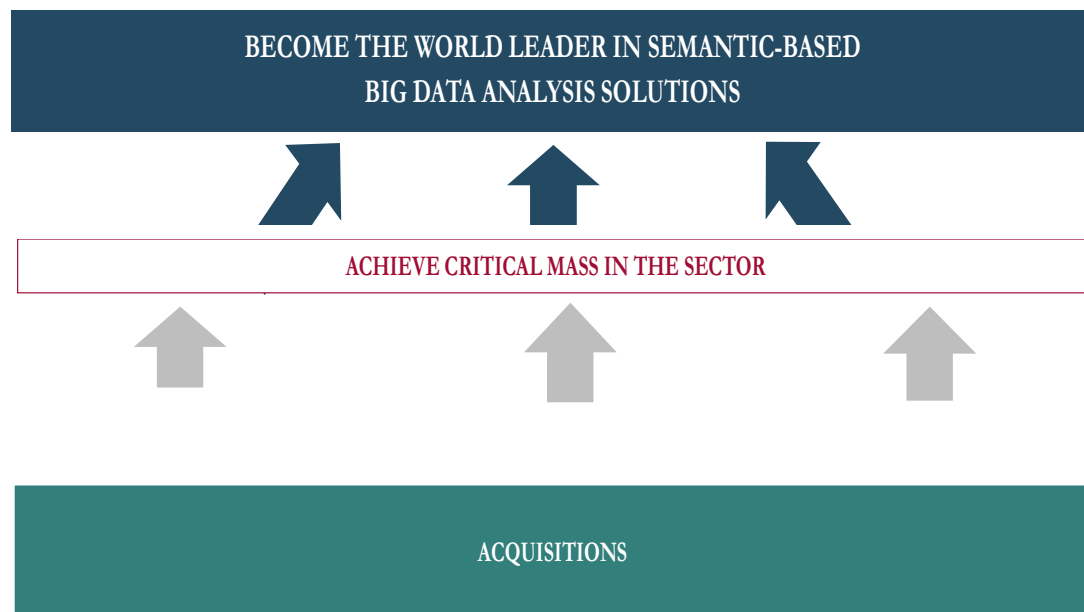 BECOME THE WORLD LEADER IN SEMANTIC-BASED
BIG DATA ANALYSIS SOLUTIONS
ACHIEVE CRITICAL MASS IN THE SECTOR
ACQUISITIONS